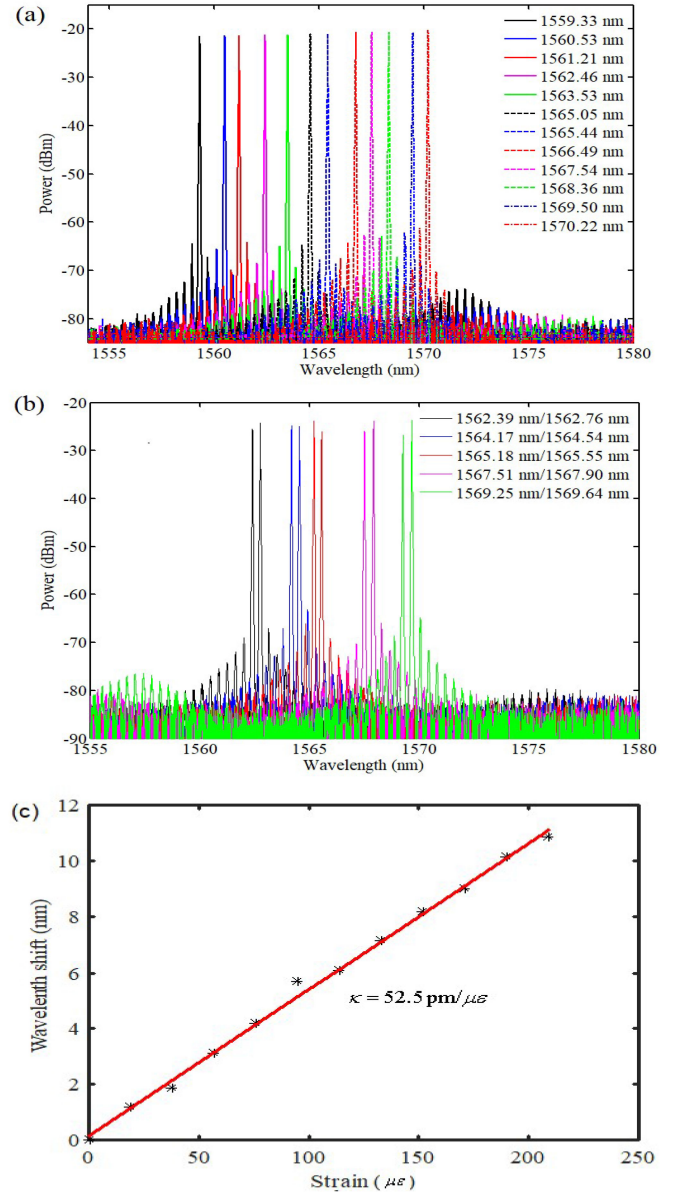 (a)
-20
-30
-40
-50
-60
-70
-80
Power (dBm)
1559.33 nm
1560.53 nm
1561.21 nm
1562.46 nm
1563.53 nm
1565.05 nm
1565.44 nm
1566.49 nm
1567.54 nm
1568.36 nm
1569.50 nm
1570.22 nm
1555 1560 1565 1570 1575 1580
Wavelength (nm)
(b)
-20
-30
-40
-50
-60
-70
-80
-90
Power (dBm)
1562.39 nm/1562.76 nm
1564.17 nm/1564.54 nm
1565.18 nm/1565.55 nm
1567.51 nm/1567.90 nm
1569.25 nm/1569.64 nm
1555 1560 1565 1570 1575 1580
Wavelength (nm)
(c)
12
10
8
6
4
2
0
Wavelenth shift (nm)
κ = 52.5 pm/με
0 50 100 150 200 250
Strain ( με )